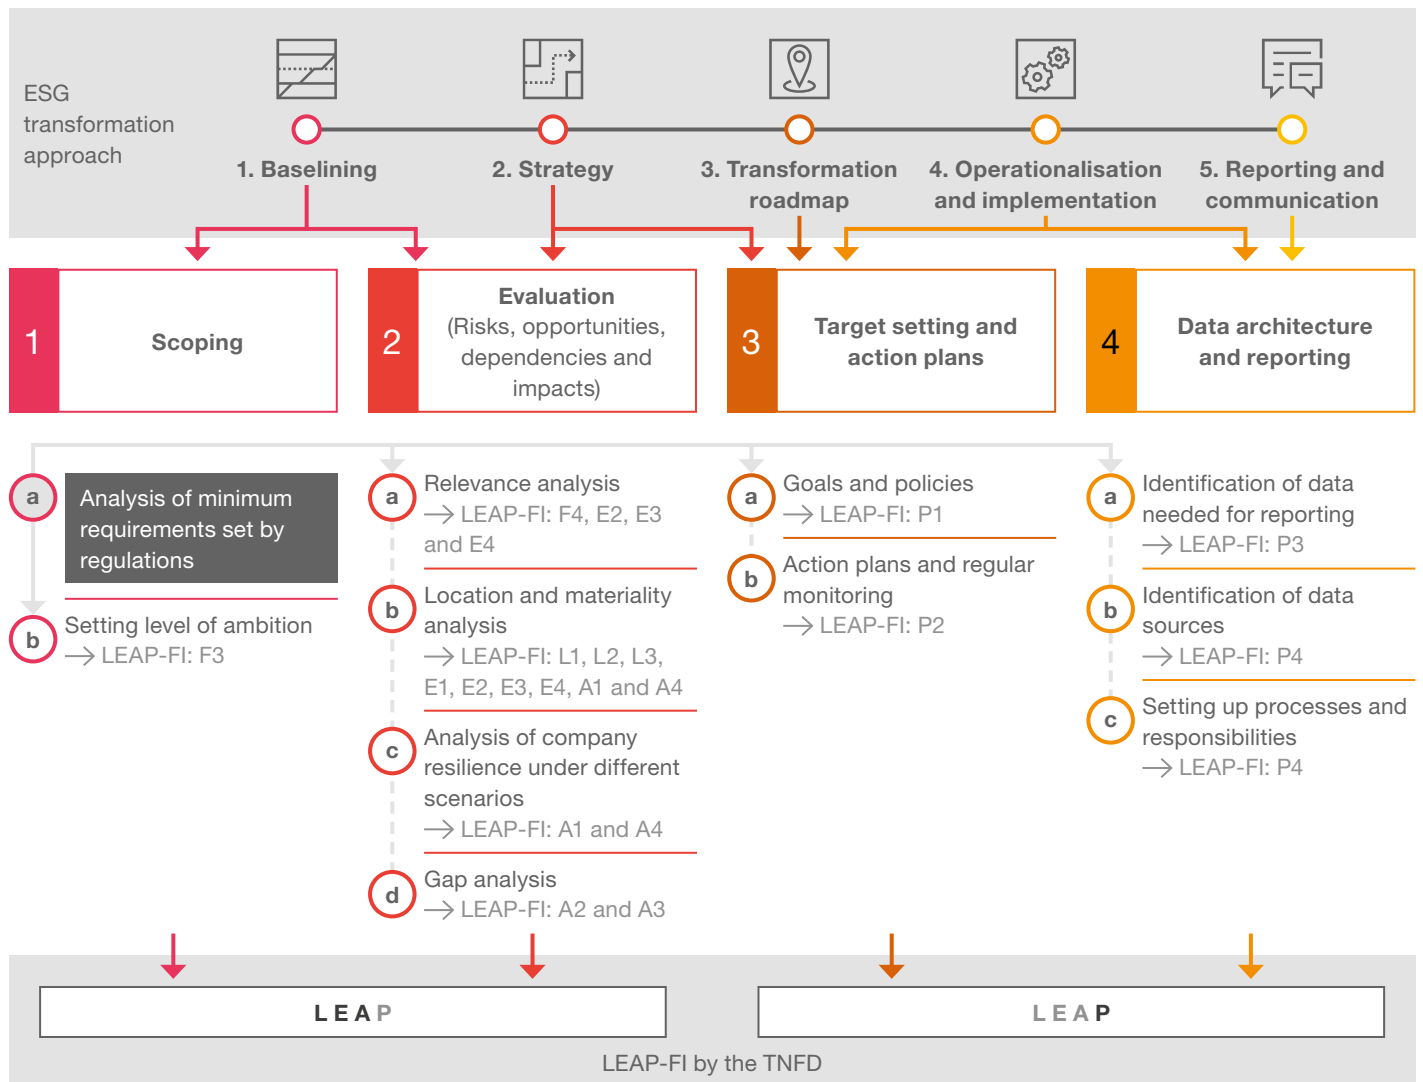 ESG
transformation
approach
1. Baselining
2. Strategy
3. Transformation
roadmap
4. Operationalisation
and implementation
5. Reporting and
communication
1
Scoping
2
Evaluation
(Risks, opportunities,
dependencies and
impacts)
3
Target setting and
action plans
4
Data architecture
and reporting
a
Analysis of minimum
requirements set by
regulations
b
Setting level of ambition
→ LEAP-FI: F3
a
Relevance analysis
→ LEAP-FI: F4, E2, E3
and E4
b
Location and materiality
analysis
→ LEAP-FI: L1, L2, L3,
E1, E2, E3, E4, A1 and A4
c
Analysis of company
resilience under different
scenarios
→ LEAP-FI: A1 and A4
d
Gap analysis
→ LEAP-FI: A2 and A3
a
Goals and policies
→ LEAP-FI: P1
b
Action plans and regular
monitoring
→ LEAP-FI: P2
a
Identification of data
needed for reporting
→ LEAP-FI: P3
b
Identification of data
sources
→ LEAP-FI: P4
c
Setting up processes and
responsibilities
→ LEAP-FI: P4
LEAP
LEAP
LEAP-FI by the TNFD